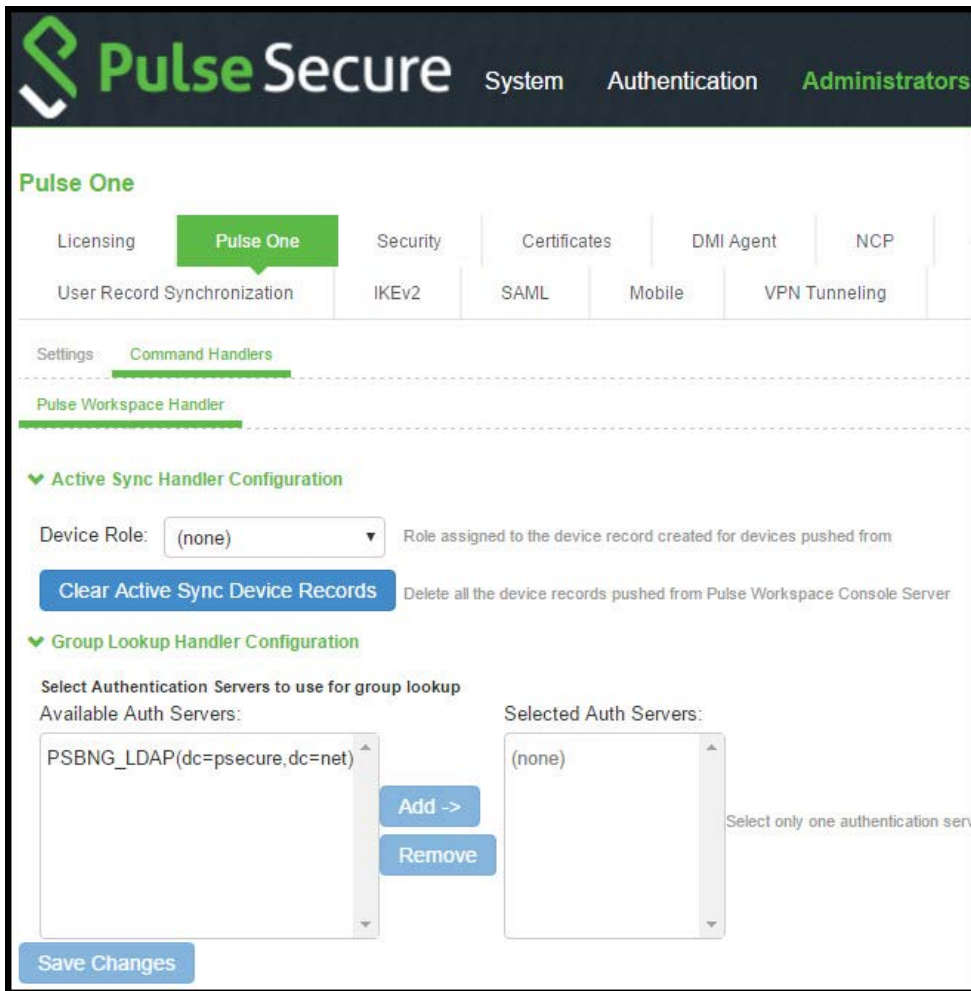 Pulse Secure System Authentication Administrators
Pulse One
Licensing Pulse One Security Certificates DMI Agent NCP
User Record Synchronization IKEv2 SAML Mobile VPN Tunneling
Settings Command Handlers
Pulse Workspace Handler
Active Sync Handler Configuration
Device Role: (none) Role assigned to the device record created for devices pushed from
Clear Active Sync Device Records Delete all the device records pushed from Pulse Workspace Console Server
Group Lookup Handler Configuration
Select Authentication Servers to use for group lookup
Available Auth Servers: Selected Auth Servers:
PSBNG_LDAP(dc=psecure,dc=net) (none)
Add ->
Select only one authentication serv
Remove
Save Changes